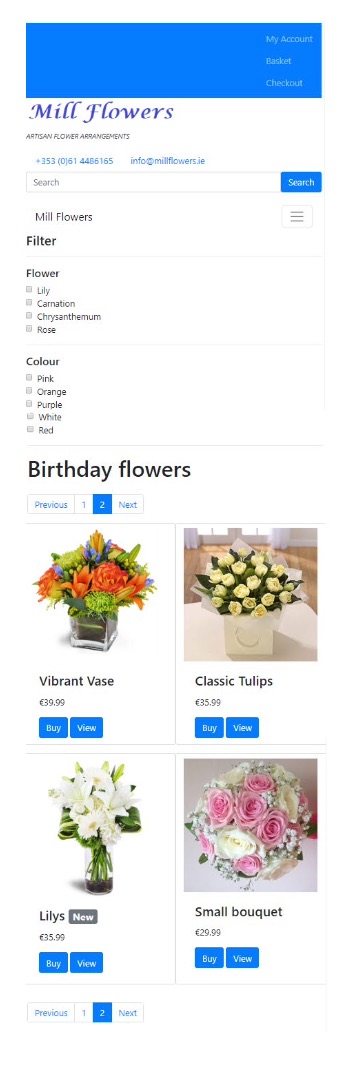 My Account
Basket
Checkout
Mill Flowers
ARTISAN FLOWER ARRANGEMENTS
+353 (0)61 4486165 info@millflowers.ie
Search Search
Mill Flowers
Filter
Flower
Lily
Carnation
Chrysanthemum
Rose
Colour
Pink
Orange
Purple
White
Red
Birthday flowers
Previous 1 2 Next
Vibrant Vase
€39.99
Buy View
Classic Tulips
€35.99
Buy View
Lilys New
€35.99
Buy View
Small bouquet
€29.99
Buy View
Previous 1 2 Next